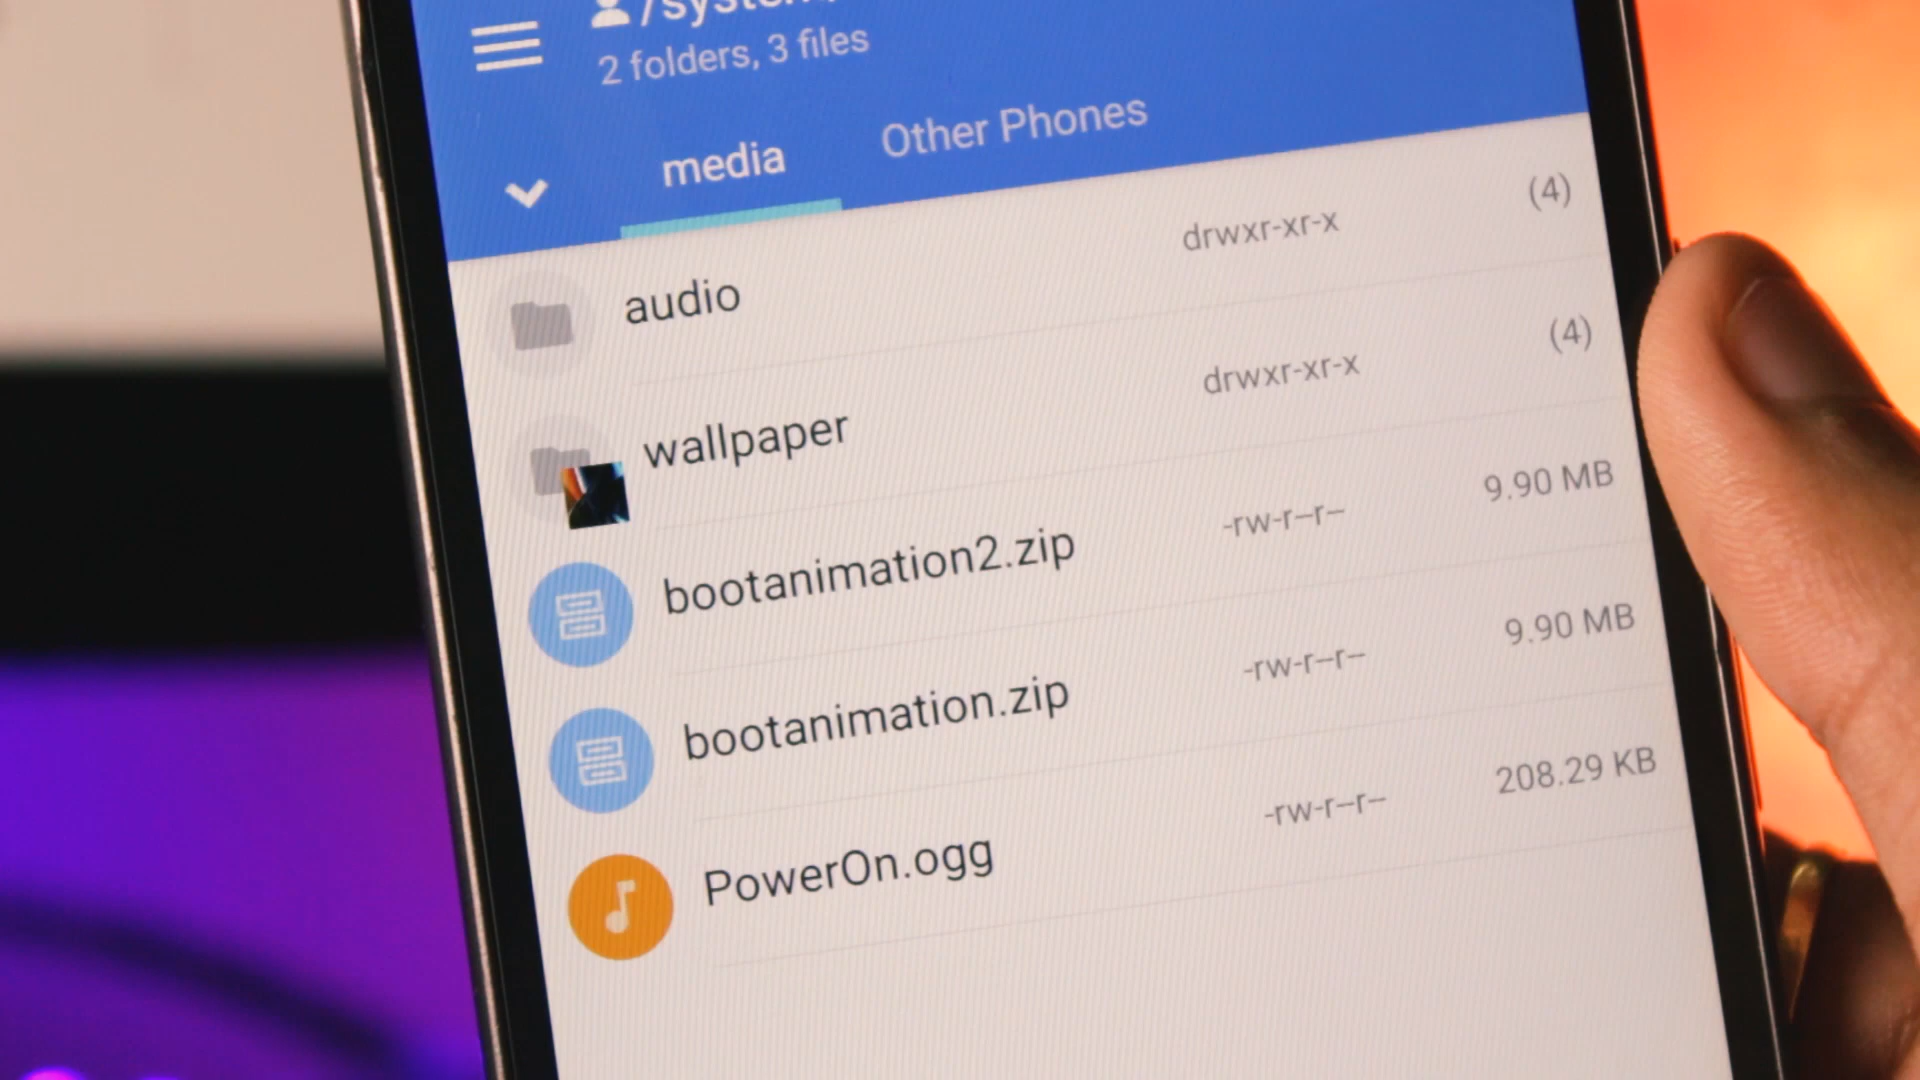 /system
2 folders, 3 files
media
Other Phones
audio
drwxr-xr-x
(4)
wallpaper
drwxr-xr-x
(4)
bootanimation2.zip
-rw-r--r--
9.90 MB
bootanimation.zip
-rw-r--r--
9.90 MB
PowerOn.ogg
-rw-r--r--
208.29 KB